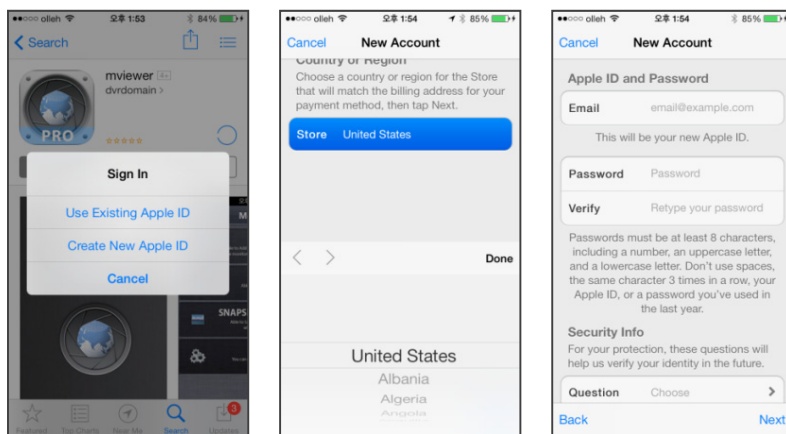 olleh 오후 1:53 84%
Search
mviewer 4+
dvrdomain >
PRO
Sign In
Use Existing Apple ID
Create New Apple ID
Cancel
SNAPS
Featured Top Charts Near Me Search Updates
3
olleh 오후 1:54 85%
Cancel New Account
Country or Region
Choose a country or region for the Store
that will match the billing address for your
payment method, then tap Next.
Store United States
Done
United States
Albania
Algeria
Angola
olleh 오후 1:54 85%
Cancel New Account
Apple ID and Password
Email email@example.com
This will be your new Apple ID.
Password Password
Verify Retype your password
Passwords must be at least 8 characters,
including a number, an uppercase letter,
and a lowercase letter. Don't use spaces,
the same character 3 times in a row, your
Apple ID, or a password you've used in
the last year.
Security Info
For your protection, these questions will
help us verify your identity in the future.
Question Choose >
Back Next